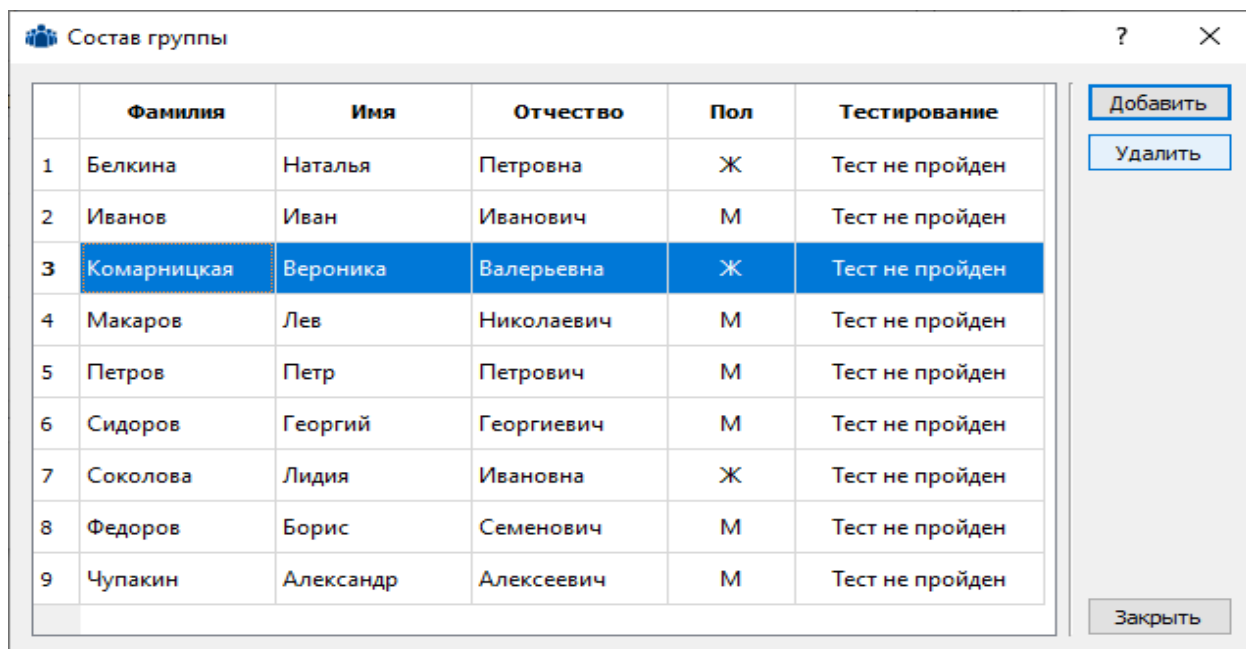 Состав группы ?
Фамилия Имя Отчество Пол Тестирование Добавить
1 Белкина Наталья Петровна Ж Тест не пройден Удалить
2 Иванов Иван Иванович М Тест не пройден
3 Комарницкая Вероника Валерьевна Ж Тест не пройден
4 Макаров Лев Николаевич М Тест не пройден
5 Петров Петр Петрович М Тест не пройден
6 Сидоров Георгий Георгиевич М Тест не пройден
7 Соколова Лидия Ивановна Ж Тест не пройден
8 Федоров Борис Семенович М Тест не пройден
9 Чупакин Александр Алексеевич М Тест не пройден
Закрыть